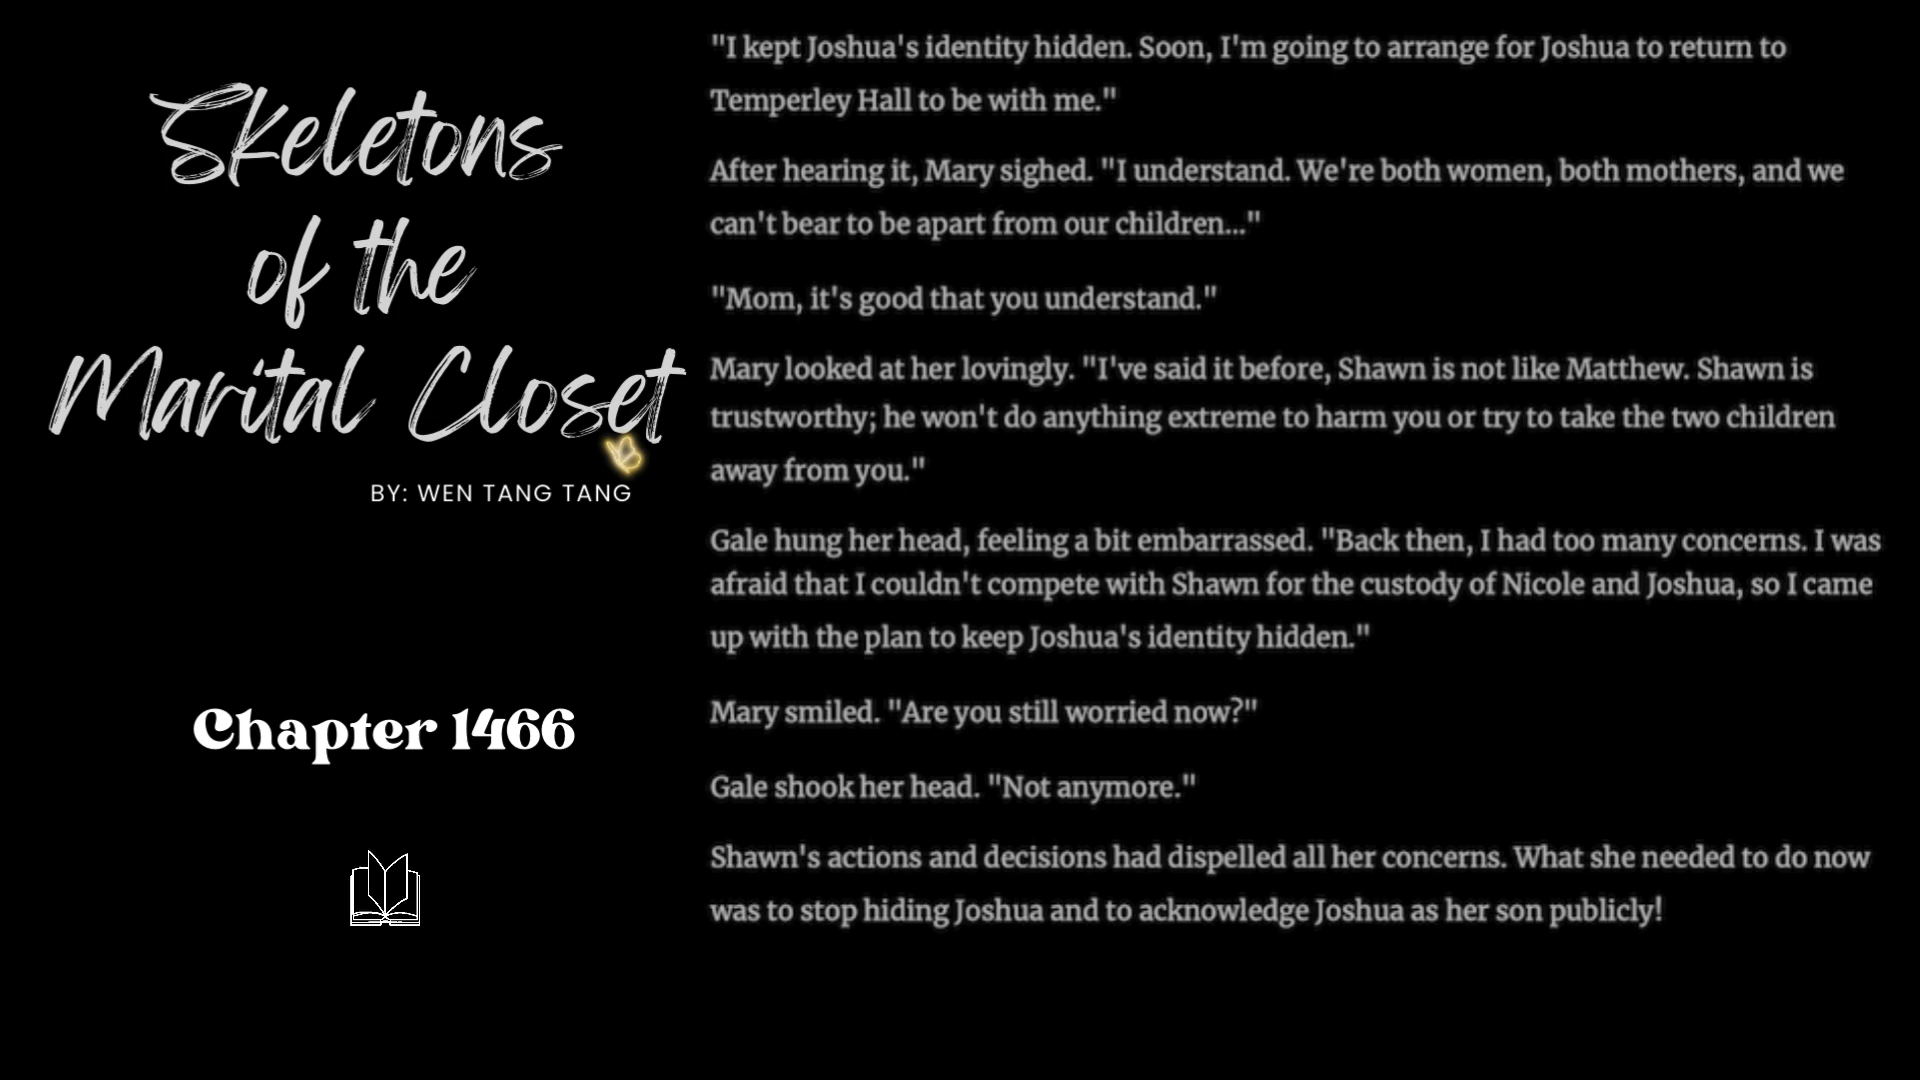 Skeletons
of the
Marital Closet
BY: WEN TANG TANG
Chapter 1466
"I kept Joshua's identity hidden. Soon, I'm going to arrange for Joshua to return to
Temperley Hall to be with me."
After hearing it, Mary sighed. "I understand. We're both women, both mothers, and we
can't bear to be apart from our children..."
"Mom, it's good that you understand."
Mary looked at her lovingly. "I've said it before, Shawn is not like Matthew. Shawn is
trustworthy; he won't do anything extreme to harm you or try to take the two children
away from you."
Gale hung her head, feeling a bit embarrassed. "Back then, I had too many concerns. I was
afraid that I couldn't compete with Shawn for the custody of Nicole and Joshua, so I came
up with the plan to keep Joshua's identity hidden."
Mary smiled. "Are you still worried now?"
Gale shook her head. "Not anymore."
Shawn's actions and decisions had dispelled all her concerns. What she needed to do now
was to stop hiding Joshua and to acknowledge Joshua as her son publicly!